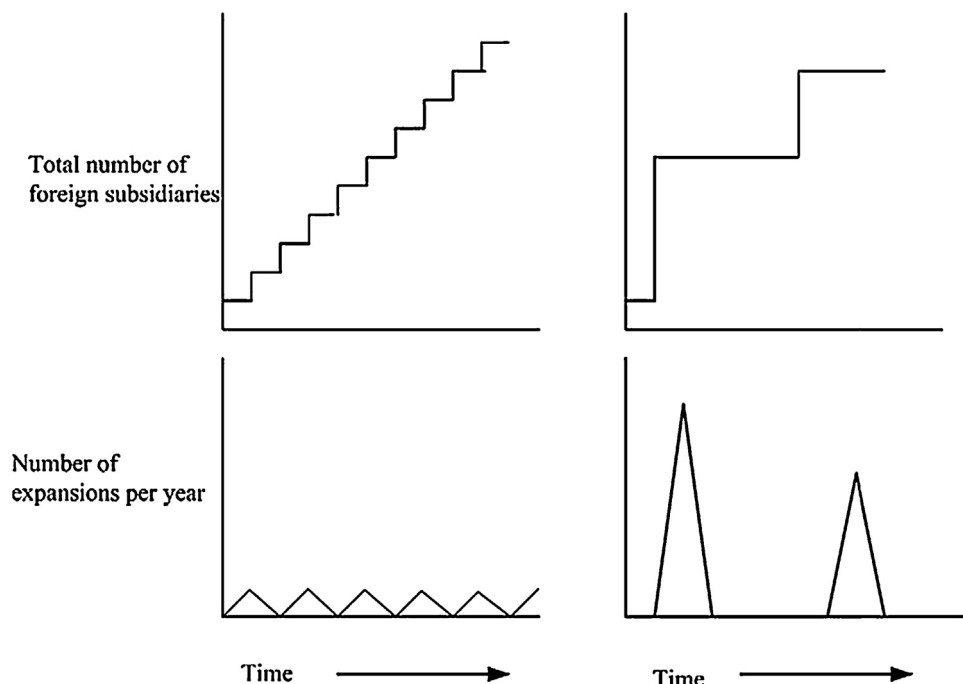 Total number of
foreign subsidiaries
Number of
expansions per year
Time
Time